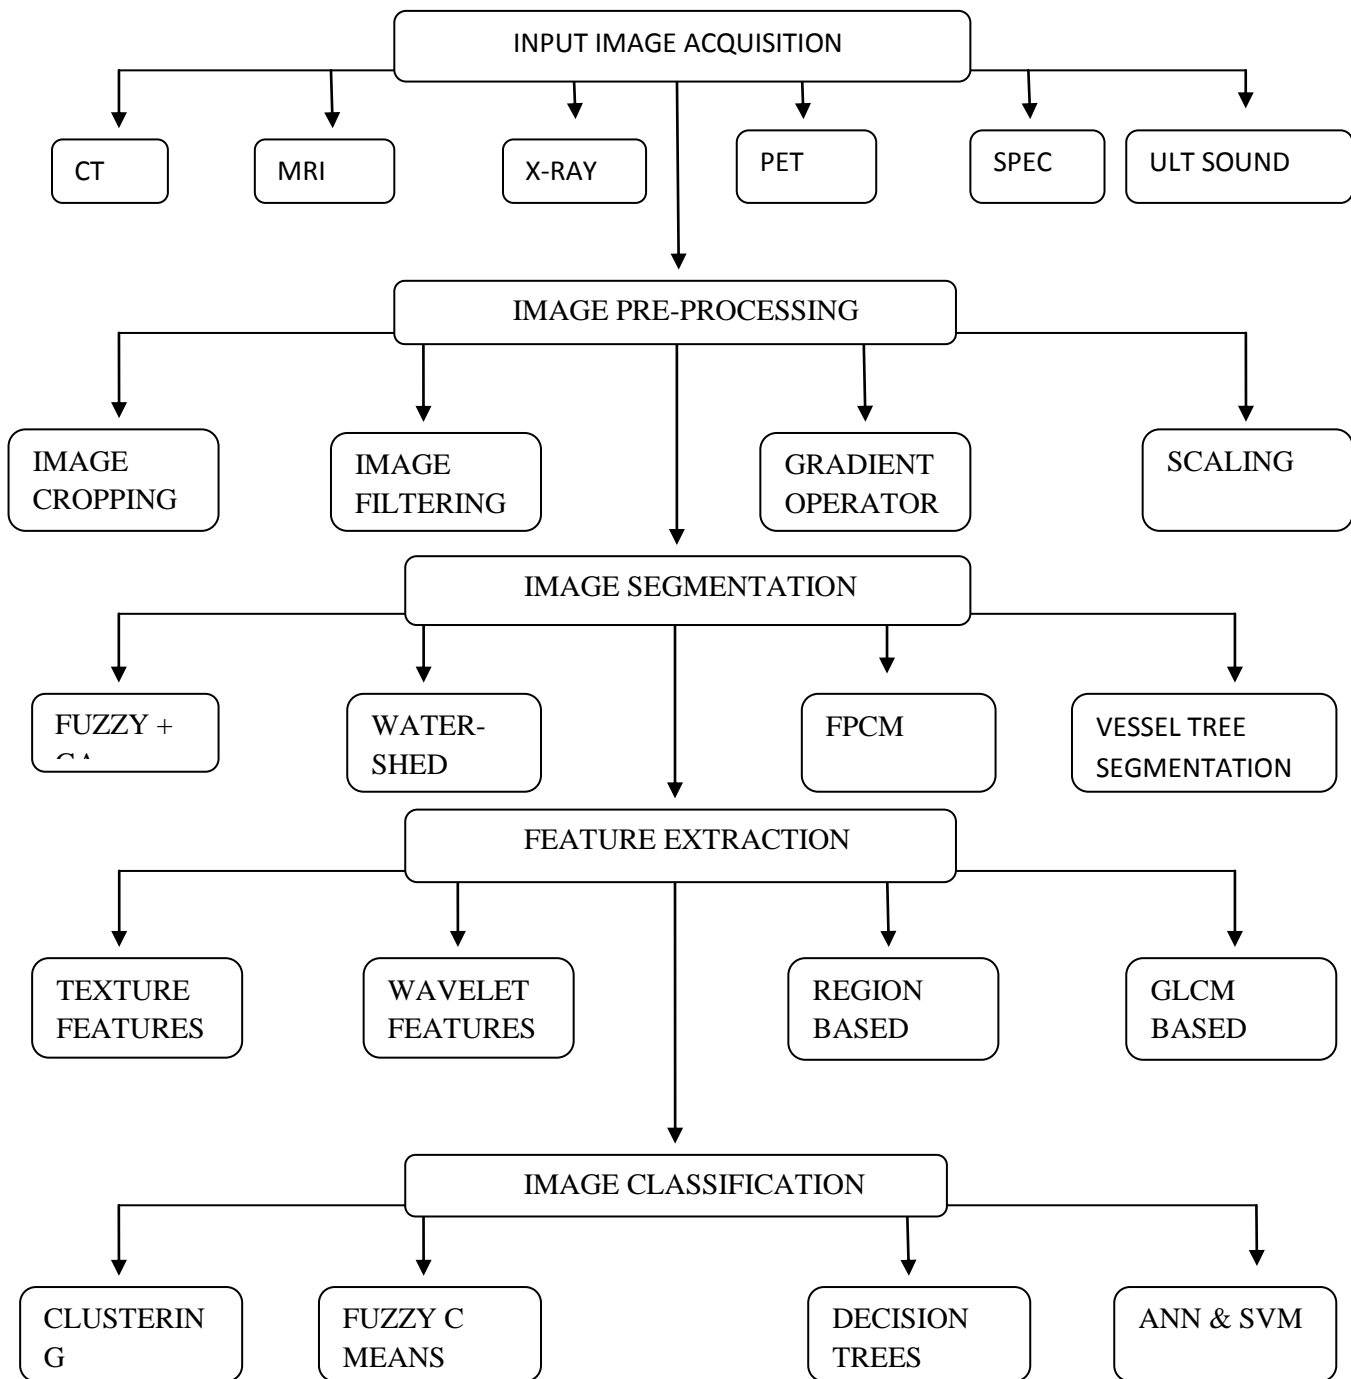 INPUT IMAGE ACQUISITION
CT
MRI
X-RAY
PET
SPEC
ULT SOUND
IMAGE PRE-PROCESSING
IMAGE
CROPPING
IMAGE
FILTERING
GRADIENT
OPERATOR
SCALING
IMAGE SEGMENTATION
FUZZY +
WATER-
SHED
FPCM
VESSEL TREE
SEGMENTATION
FEATURE EXTRACTION
TEXTURE
FEATURES
WAVELET
FEATURES
REGION
BASED
GLCM
BASED
IMAGE CLASSIFICATION
CLUSTERIN
G
FUZZY C
MEANS
DECISION
TREES
ANN & SVM